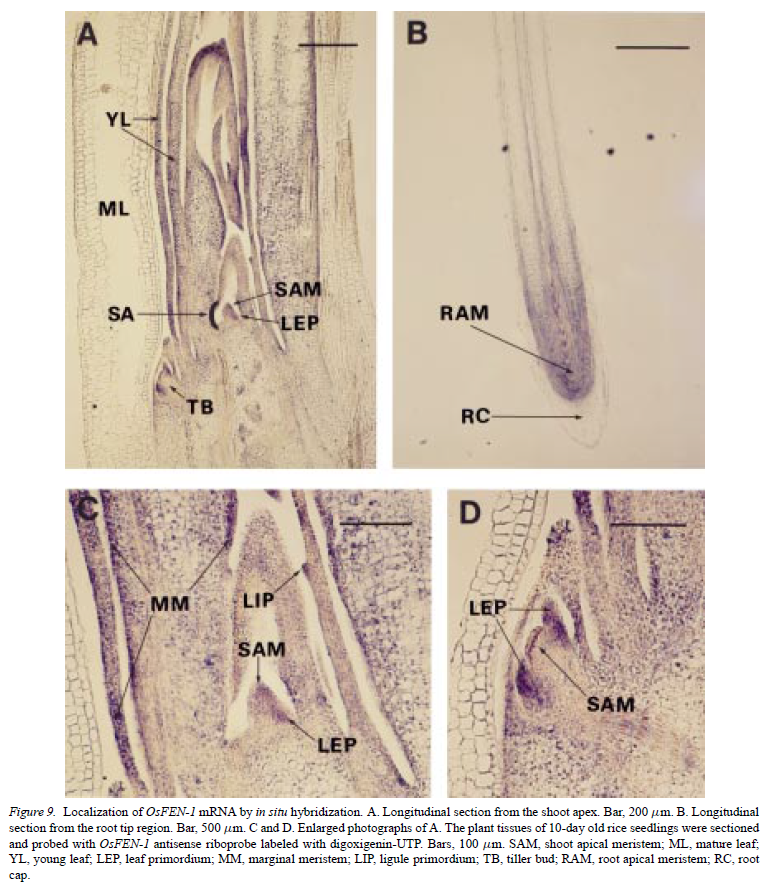 A
B
YL
ML
SAM
SA
LEP
TB
RAM
RC
C
D
MM
LIP
SAM
LEP
LEP
SAM
Figure 9. Localization of OsFEN-1 mRNA by in situ hybridization. A. Longitudinal section from the shoot apex. Bar, 200 μm. B. Longitudinal
section from the root tip region. Bar, 500 μm. C and D. Enlarged photographs of A. The plant tissues of 10-day old rice seedlings were sectioned
and probed with OsFEN-1 antisense riboprobe labeled with digoxigenin-UTP. Bars, 100 μm. SAM, shoot apical meristem; ML, mature leaf;
YL, young leaf; LEP, leaf primordium; MM, marginal meristem; LIP, ligule primordium; TB, tiller bud; RAM, root apical meristem; RC, root
cap.